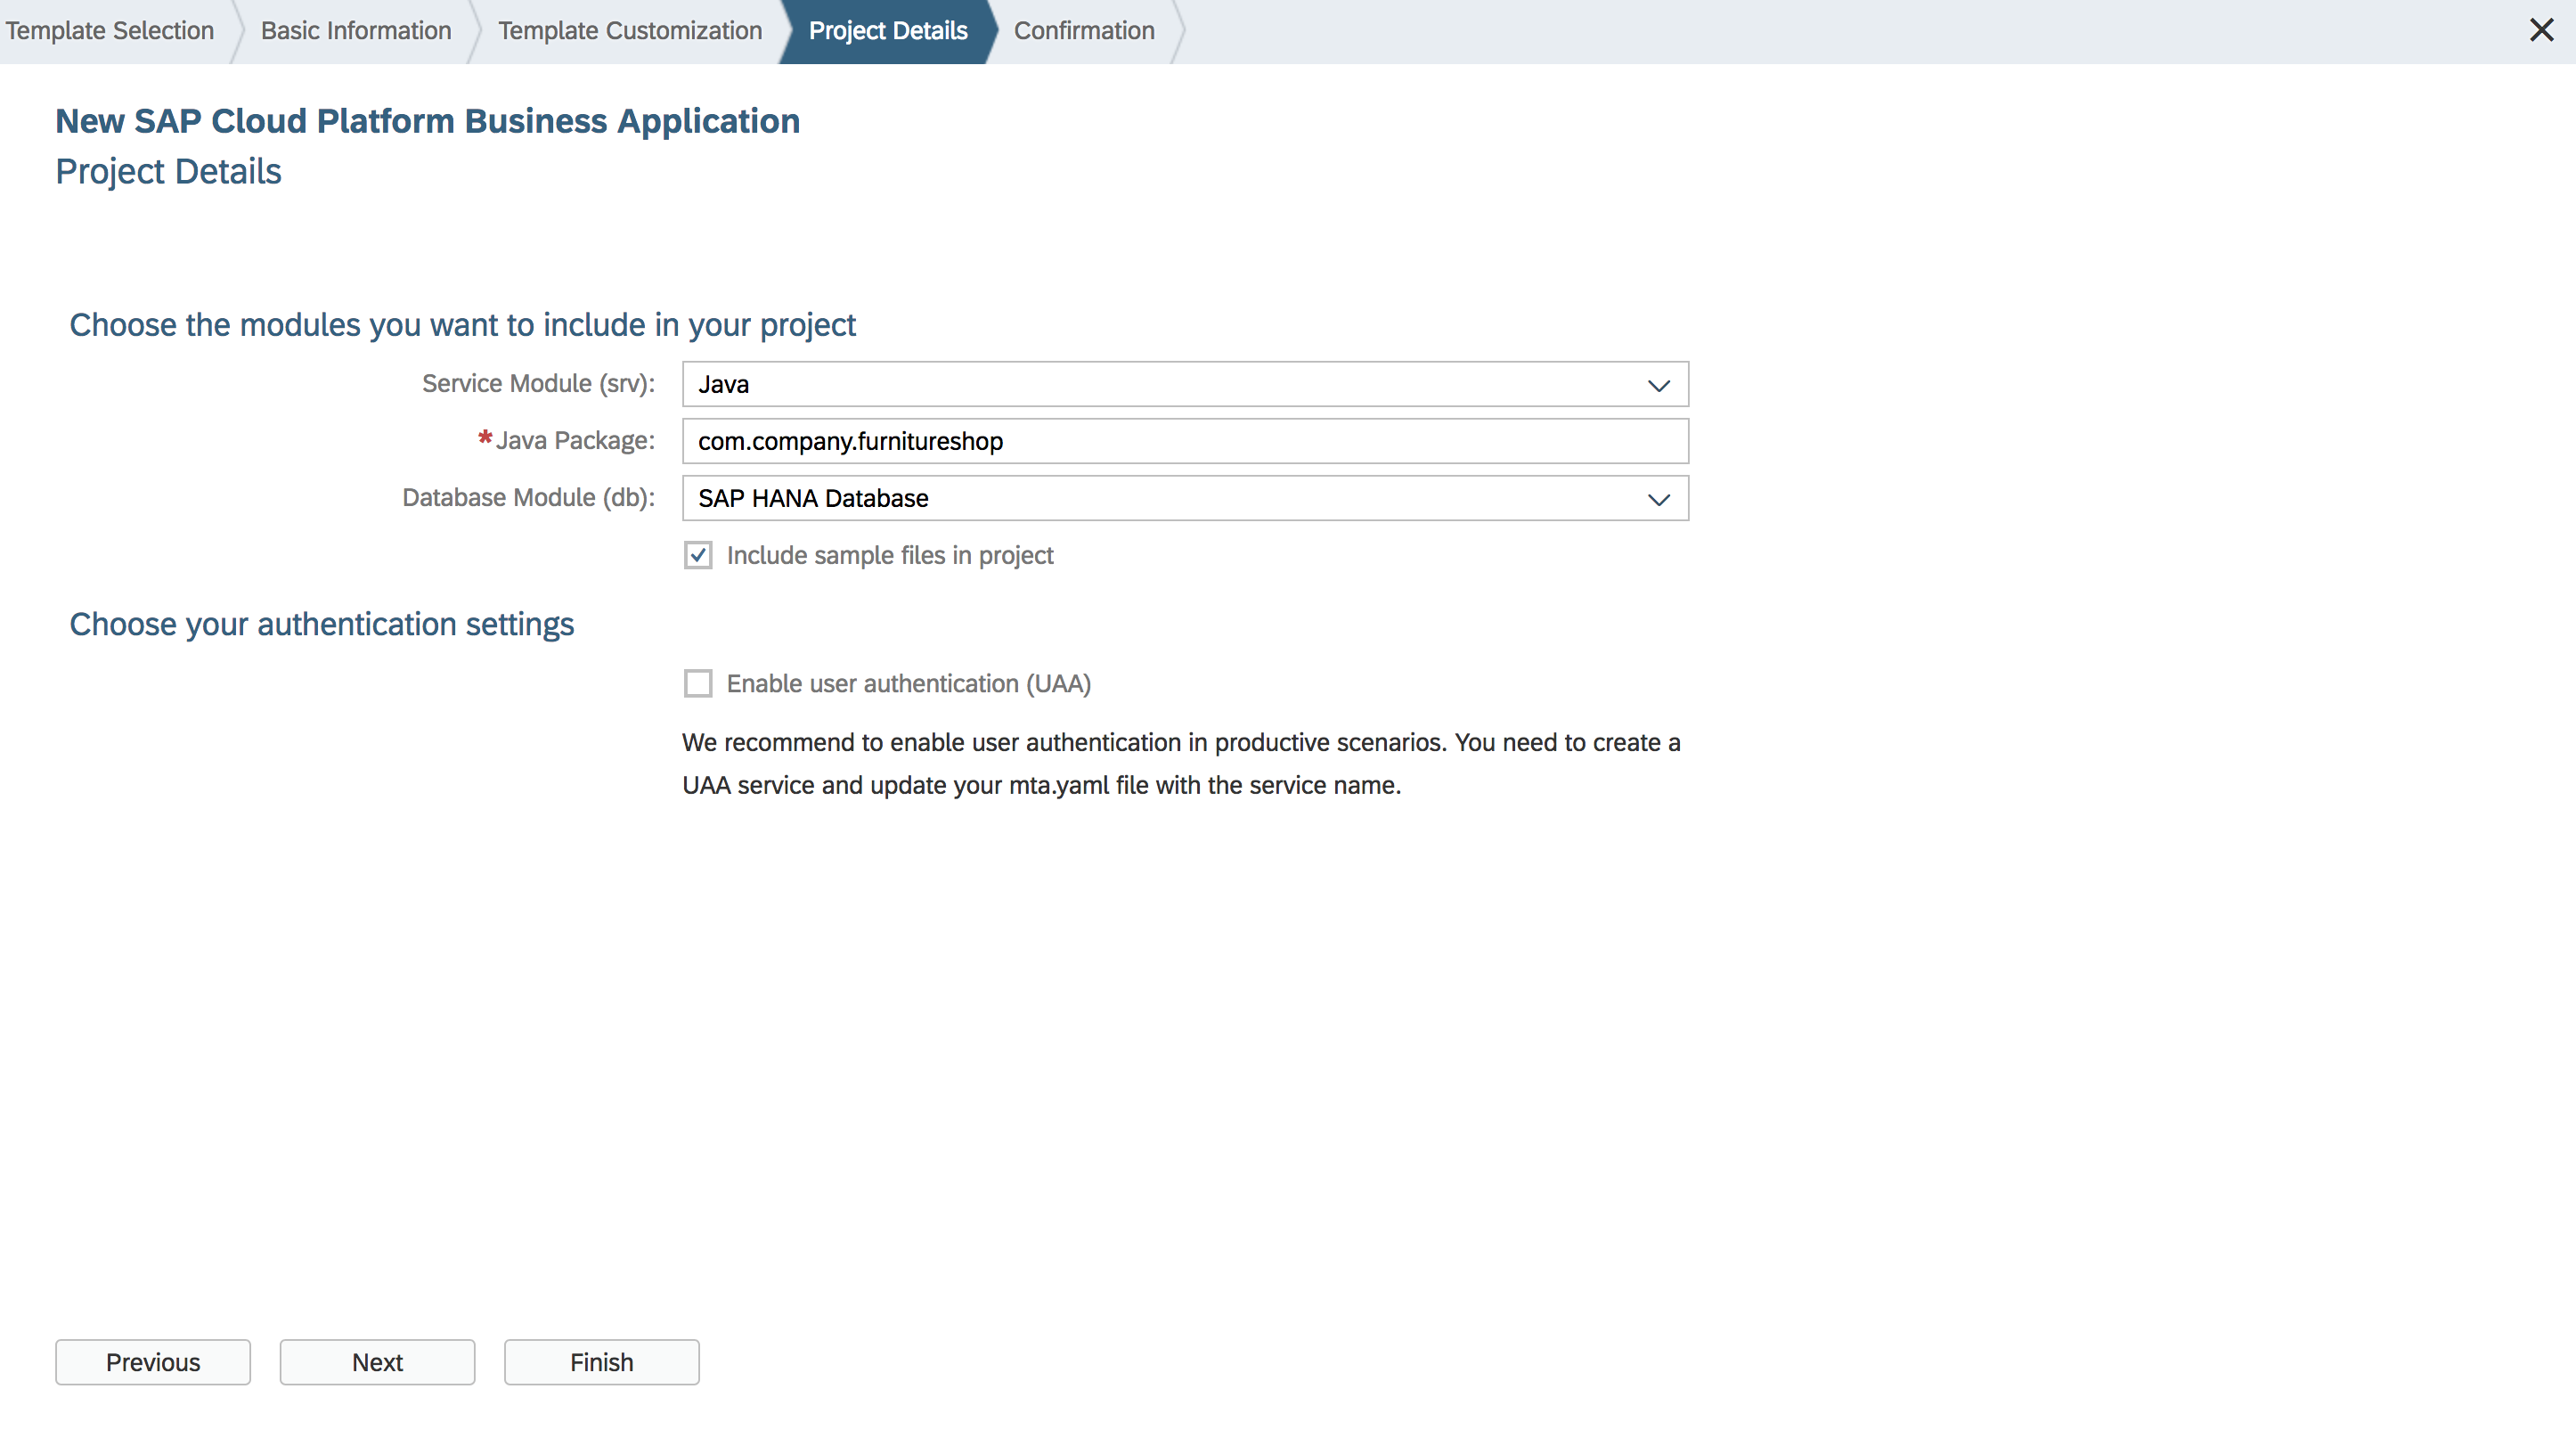 Template Selection
Basic Information
Template Customization
Project Details
Confirmation
New SAP Cloud Platform Business Application
Project Details
Choose the modules you want to include in your project
Service Module (srv):
Java
*Java Package:
com.company.furnitureshop
Database Module (db):
SAP HANA Database
Include sample files in project
Choose your authentication settings
Enable user authentication (UAA)
We recommend to enable user authentication in productive scenarios. You need to create a
UAA service and update your mta.yaml file with the service name.
Previous
Next
Finish